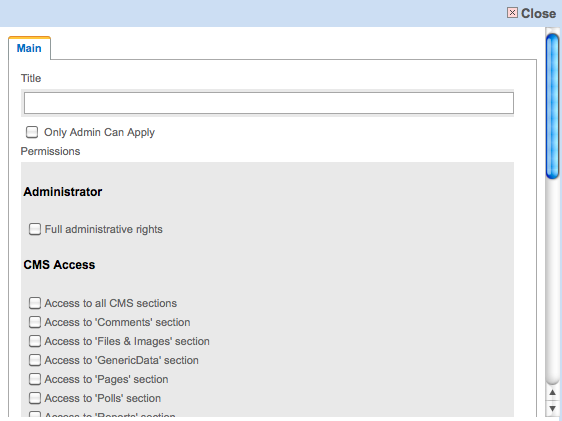 Close
Main
Title
Only Admin Can Apply
Permissions
Administrator
Full administrative rights
CMS Access
Access to all CMS sections
Access to 'Comments' section
Access to 'Files & Images' section
Access to 'GenericData' section
Access to 'Pages' section
Access to 'Polls' section
Access to 'Reports' section